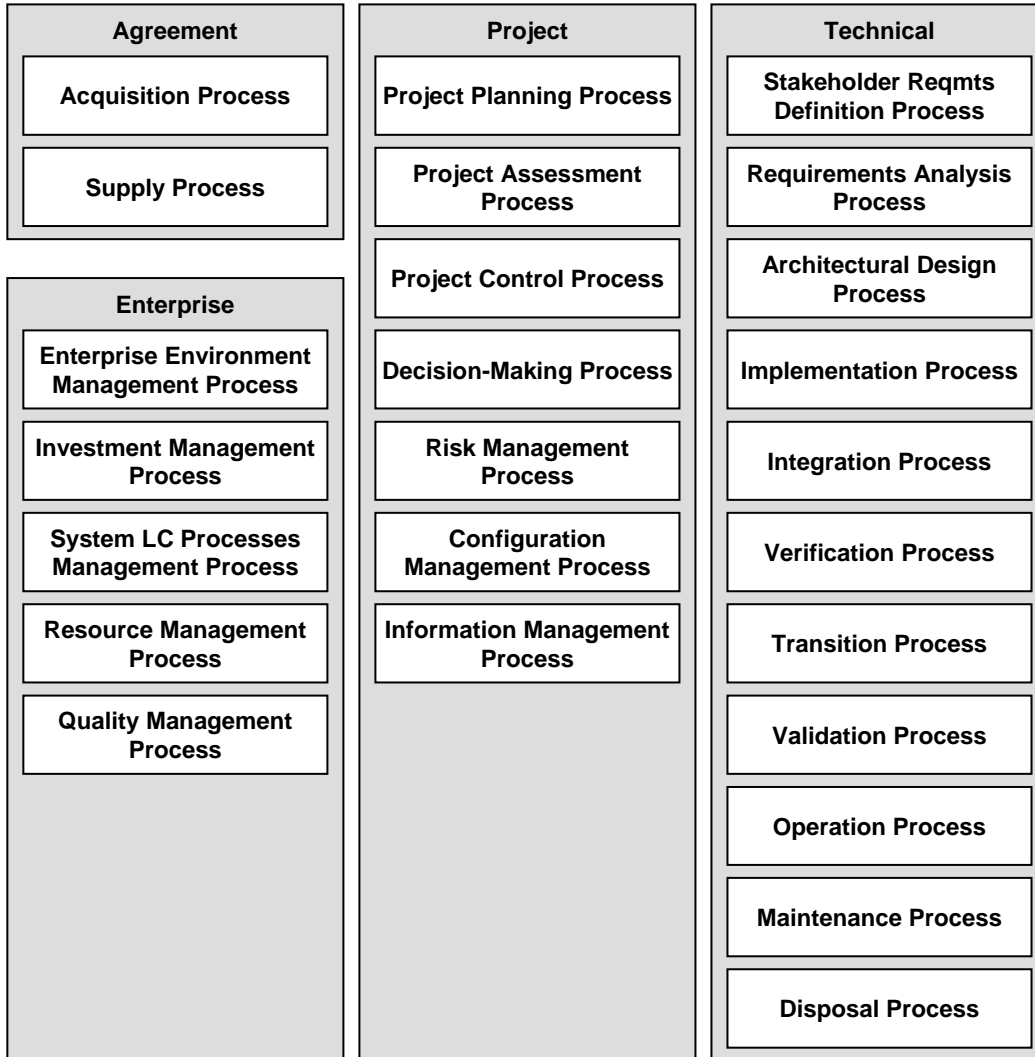 Agreement
Acquisition Process
Supply Process
Enterprise
Enterprise Environment
Management Process
Investment Management
Process
System LC Processes
Management Process
Resource Management
Process
Quality Management
Process
Project
Project Planning Process
Project Assessment
Process
Project Control Process
Decision-Making Process
Risk Management
Process
Configuration
Management Process
Information Management
Process
Technical
Stakeholder Reqmts
Definition Process
Requirements Analysis
Process
Architectural Design
Process
Implementation Process
Integration Process
Verification Process
Transition Process
Validation Process
Operation Process
Maintenance Process
Disposal Process